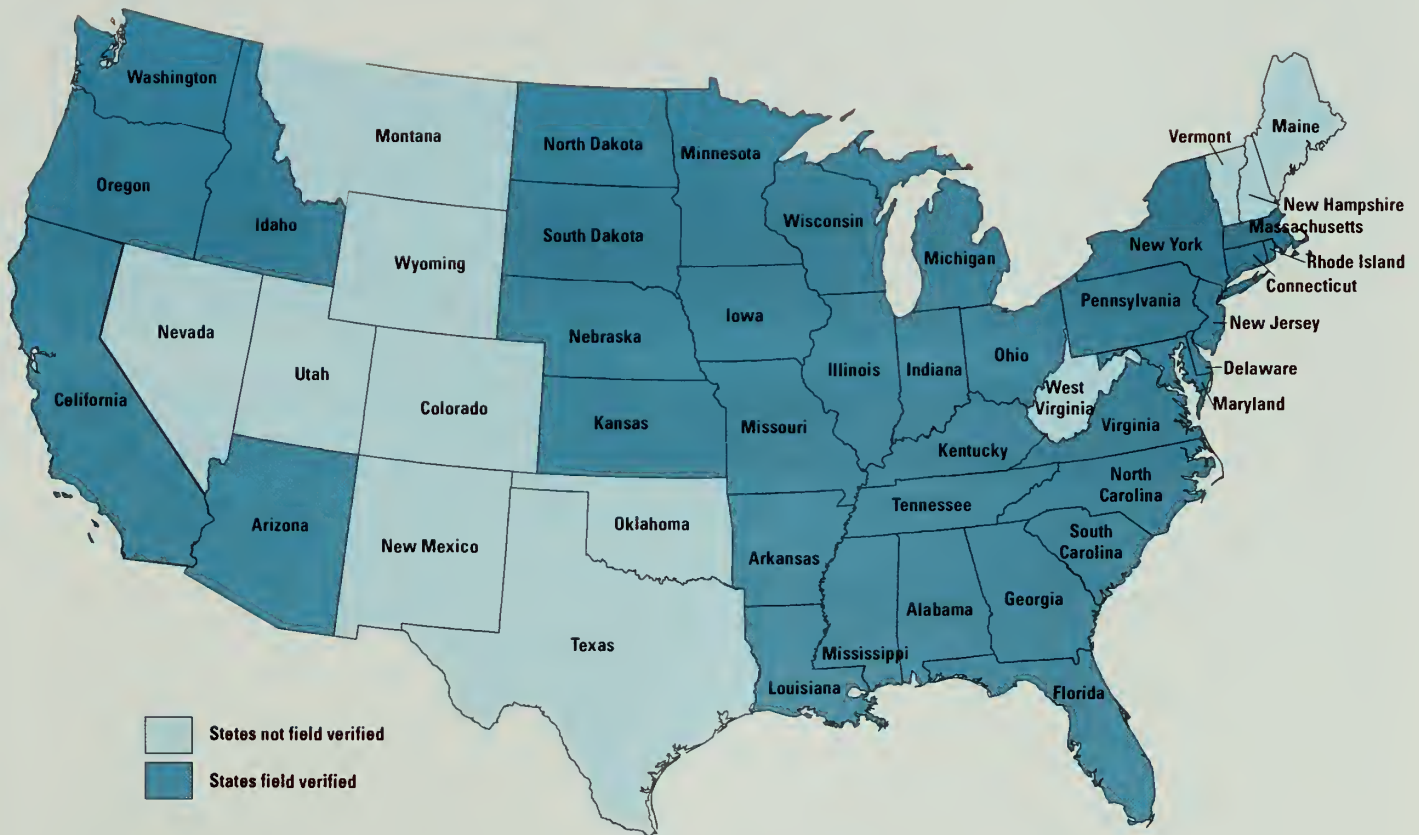 Washington
Montana
North Dakota
Minnesota
Vermont
Maine
Oregon
Idaho
Wyoming
South Dakota
Wisconsin
Michigan
New York
New Hampshire
Massachusetts
Rhode Island
Connecticut
Nevada
Utah
Colorado
Nebraska
Iowa
Illinois
Indiana
Ohio
Pennsylvania
New Jersey
Delaware
Maryland
California
Kansas
Missouri
Kentucky
West
Virginia
Virginia
Arizona
New Mexico
Oklahoma
Arkansas
Tennessee
North
Carolina
South
Carolina
Texas
Louisiana
Mississippi
Alabama
Georgia
Florida
States not field verified
States field verified